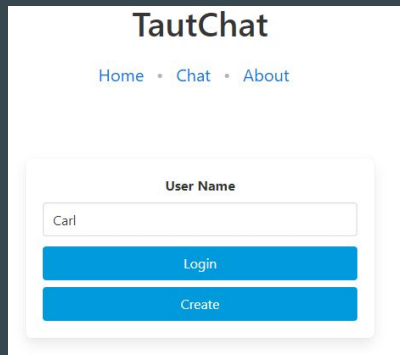 TautChat
Home • Chat • About
User Name
Carl
Login
Create